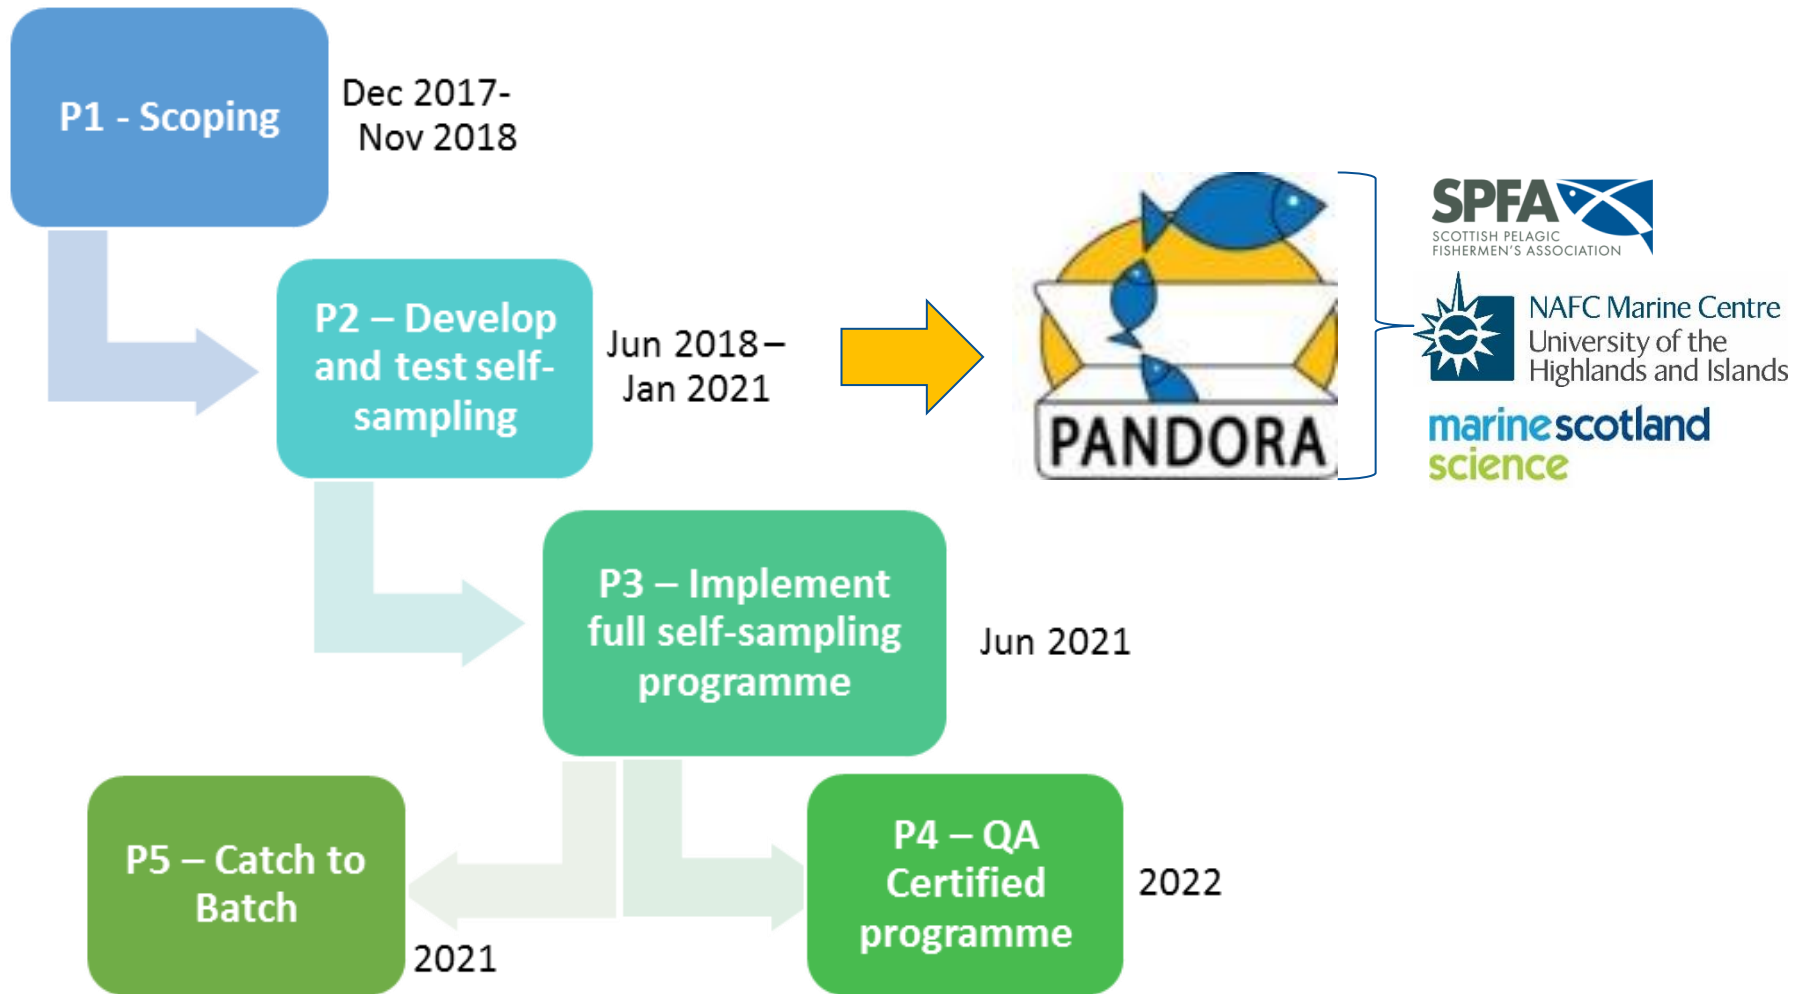 P1 - Scoping
Dec 2017-
Nov 2018
P2 – Develop
and test self-
sampling
Jun 2018–
Jan 2021
PANDORA
SPFA
SCOTTISH PELAGIC
FISHERMEN'S ASSOCIATION
NAFC Marine Centre
University of the
Highlands and Islands
marinescotland
science
P3 – Implement
full self-sampling
programme
Jun 2021
P5 – Catch to
Batch
2021
P4 – QA
Certified
programme
2022